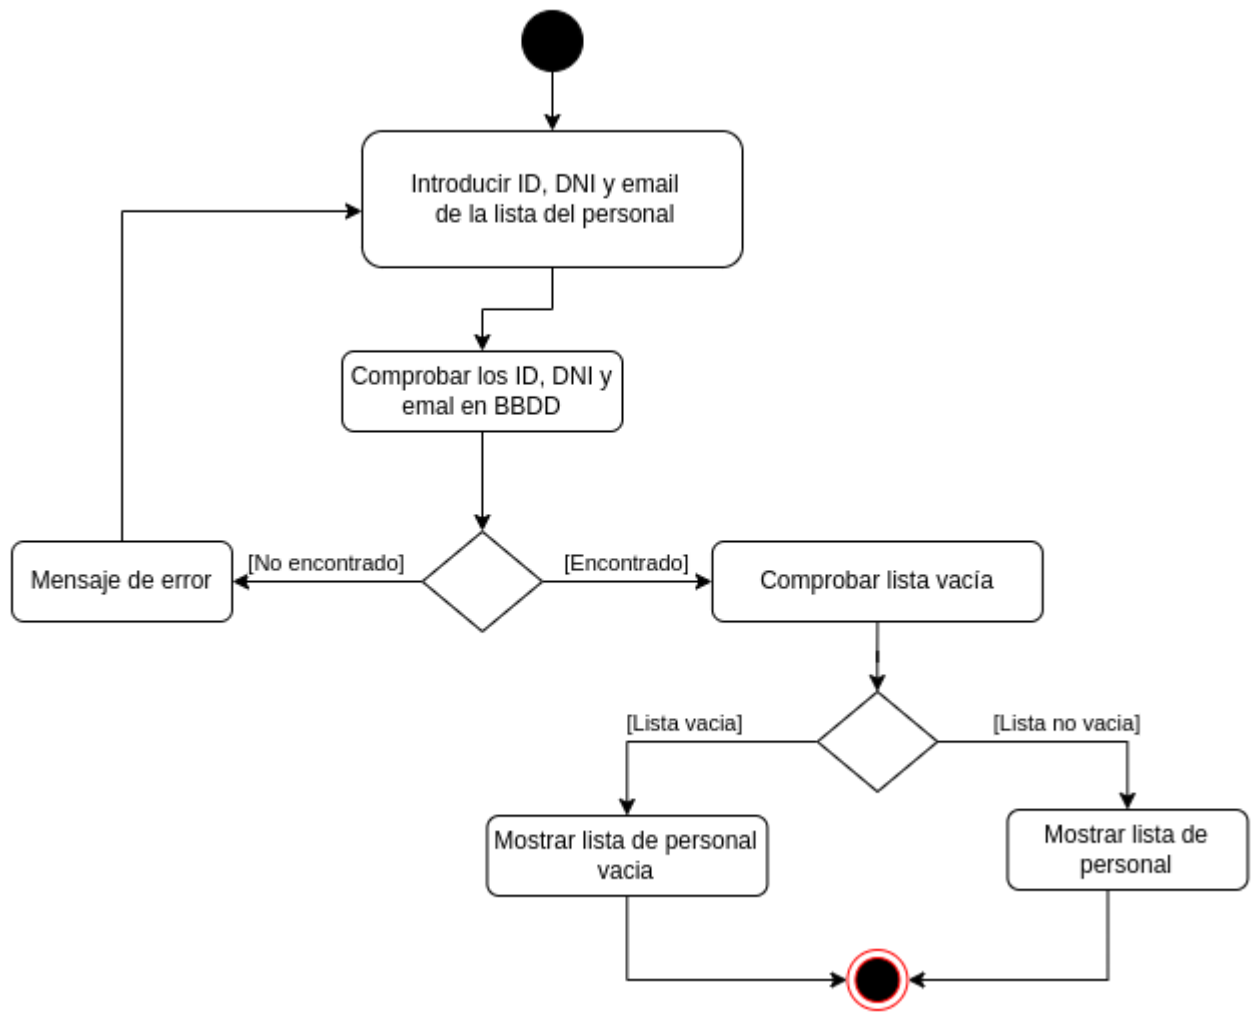 Introducir ID, DNI y email
de la lista del personal
Comprobar los ID, DNI y
emal en BBDD
[No encontrado]
[Encontrado]
Mensaje de error
Comprobar lista vacía
[Lista vacia]
[Lista no vacia]
Mostrar lista de personal
vacia
Mostrar lista de
personal